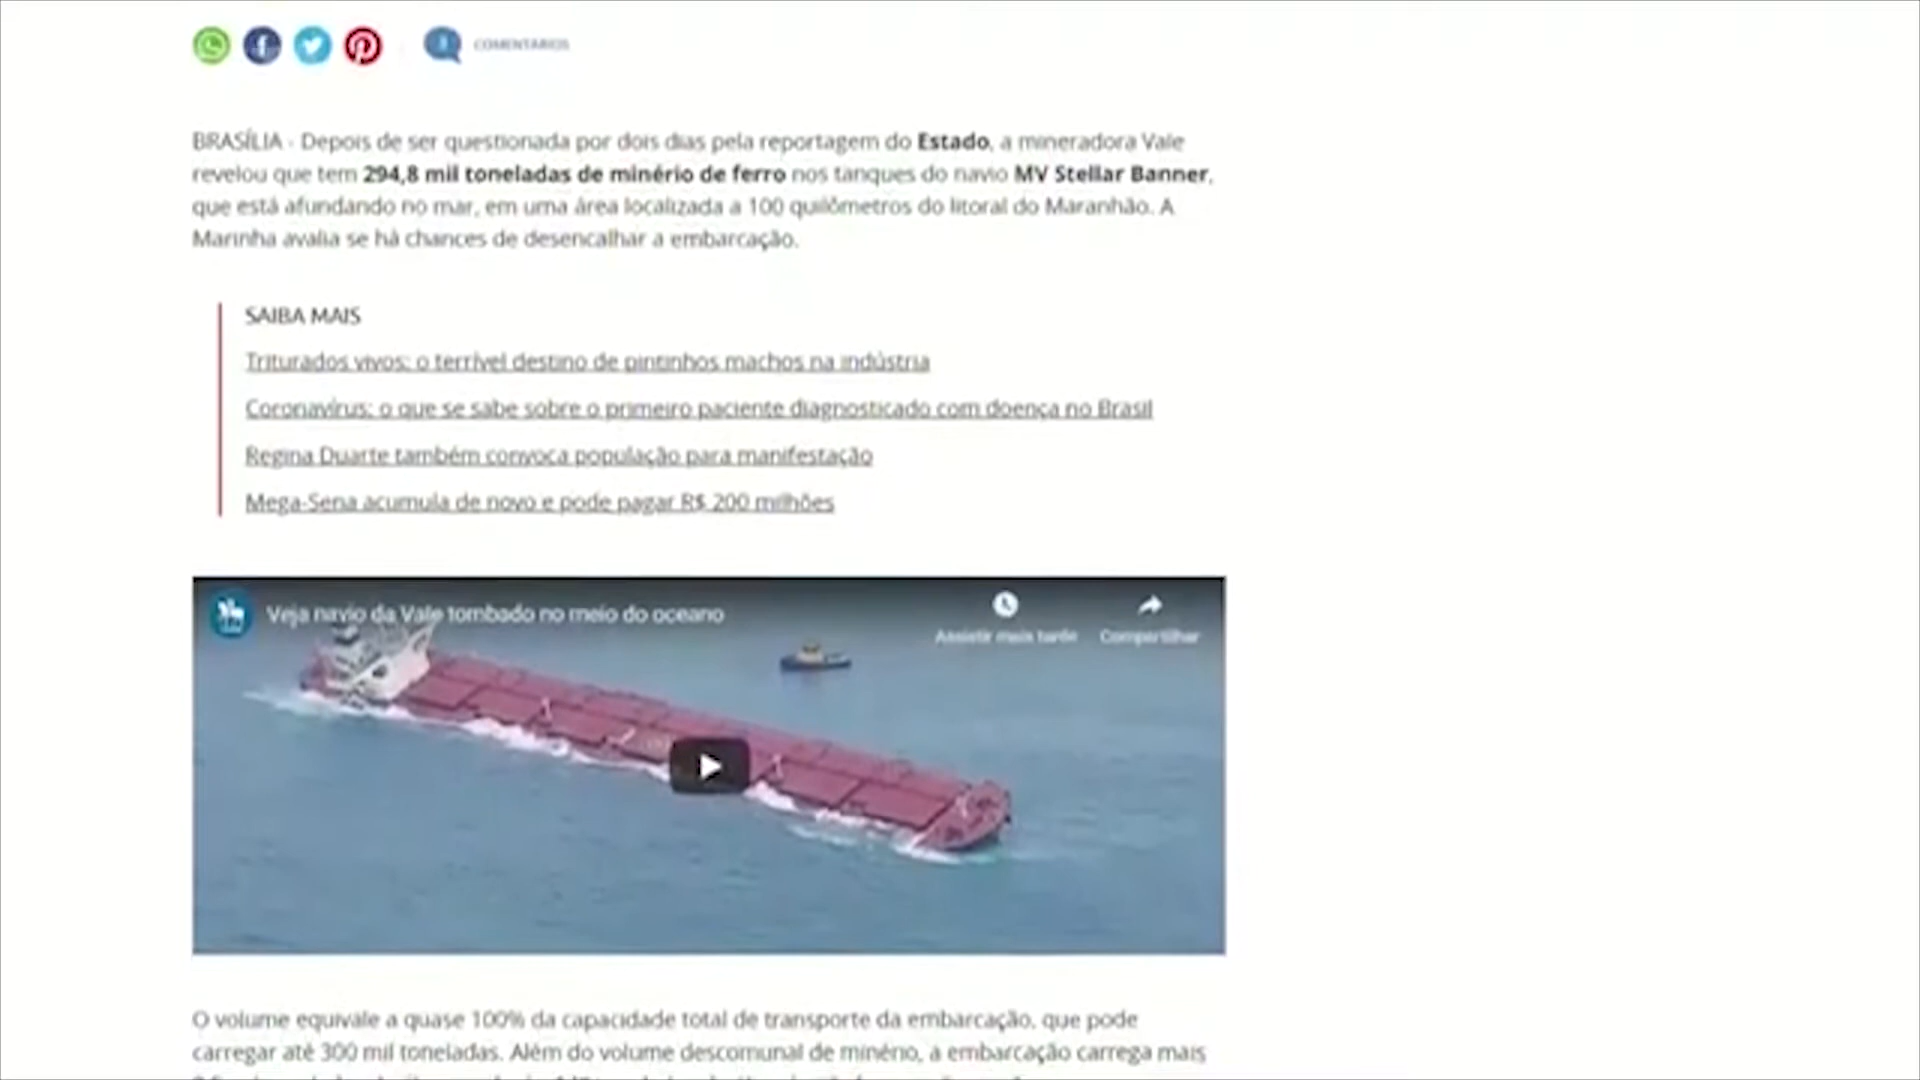 3 COMENTÁRIOS
BRASÍLIA - Depois de ser questionada por dois dias pela reportagem do Estado, a mineradora Vale
revelou que tem 294,8 mil toneladas de minério de ferro nos tanques do navio MV Stellar Banner,
que está afundando no mar, em uma área localizada a 100 quilômetros do litoral do Maranhão. A
Marinha avalia se há chances de desencalhar a embarcação.
SAIBA MAIS
Triturados vivos: o terrível destino de pintinhos machos na indústria
Coronavírus: o que se sabe sobre o primeiro paciente diagnosticado com doença no Brasil
Regina Duarte também convoca população para manifestação
Mega-Sena acumula de novo e pode pagar R$ 200 milhões
Veja navio da Vale tombado no meio do oceano
Assistir mais tarde
Compartilhar
O volume equivale a quase 100% da capacidade total de transporte da embarcação, que pode
carregar até 300 mil toneladas. Além do volume descomunal de minério, a embarcação carrega mais